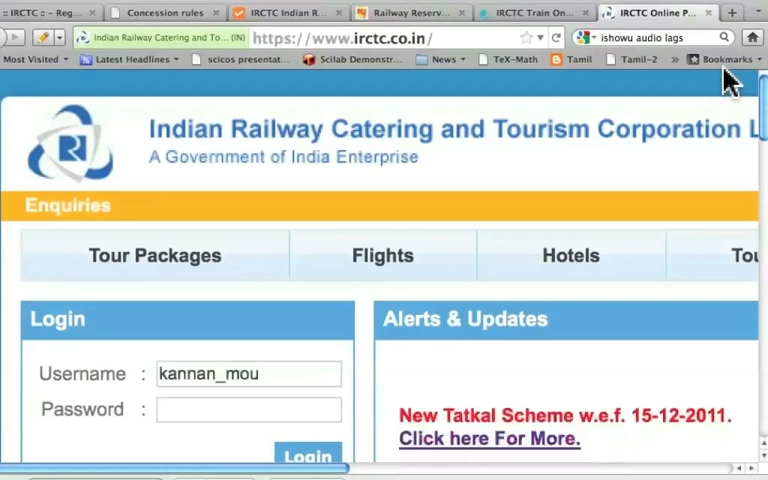 :: IRCTC :: – Reg...
Concession rules
IRCTC Indian R...
Railway Reserv...
IRCTC Train On...
IRCTC Online P...
Indian Railway Catering and To... (IN)
https://www.irctc.co.in/
ishowu audio lags
Most Visited
Latest Headlines
scicos presentat...
Scilab Demonstr...
News
TeX-Math
Tamil
Tamil-2
»
Bookmarks
Indian Railway Catering and Tourism Corporation L
A Government of India Enterprise
Enquiries
Tour Packages
Flights
Hotels
Tou
Login
Alerts & Updates
Username : kannan_mou
Password :
New Tatkal Scheme w.e.f. 15-12-2011.
Click here For More.
Login